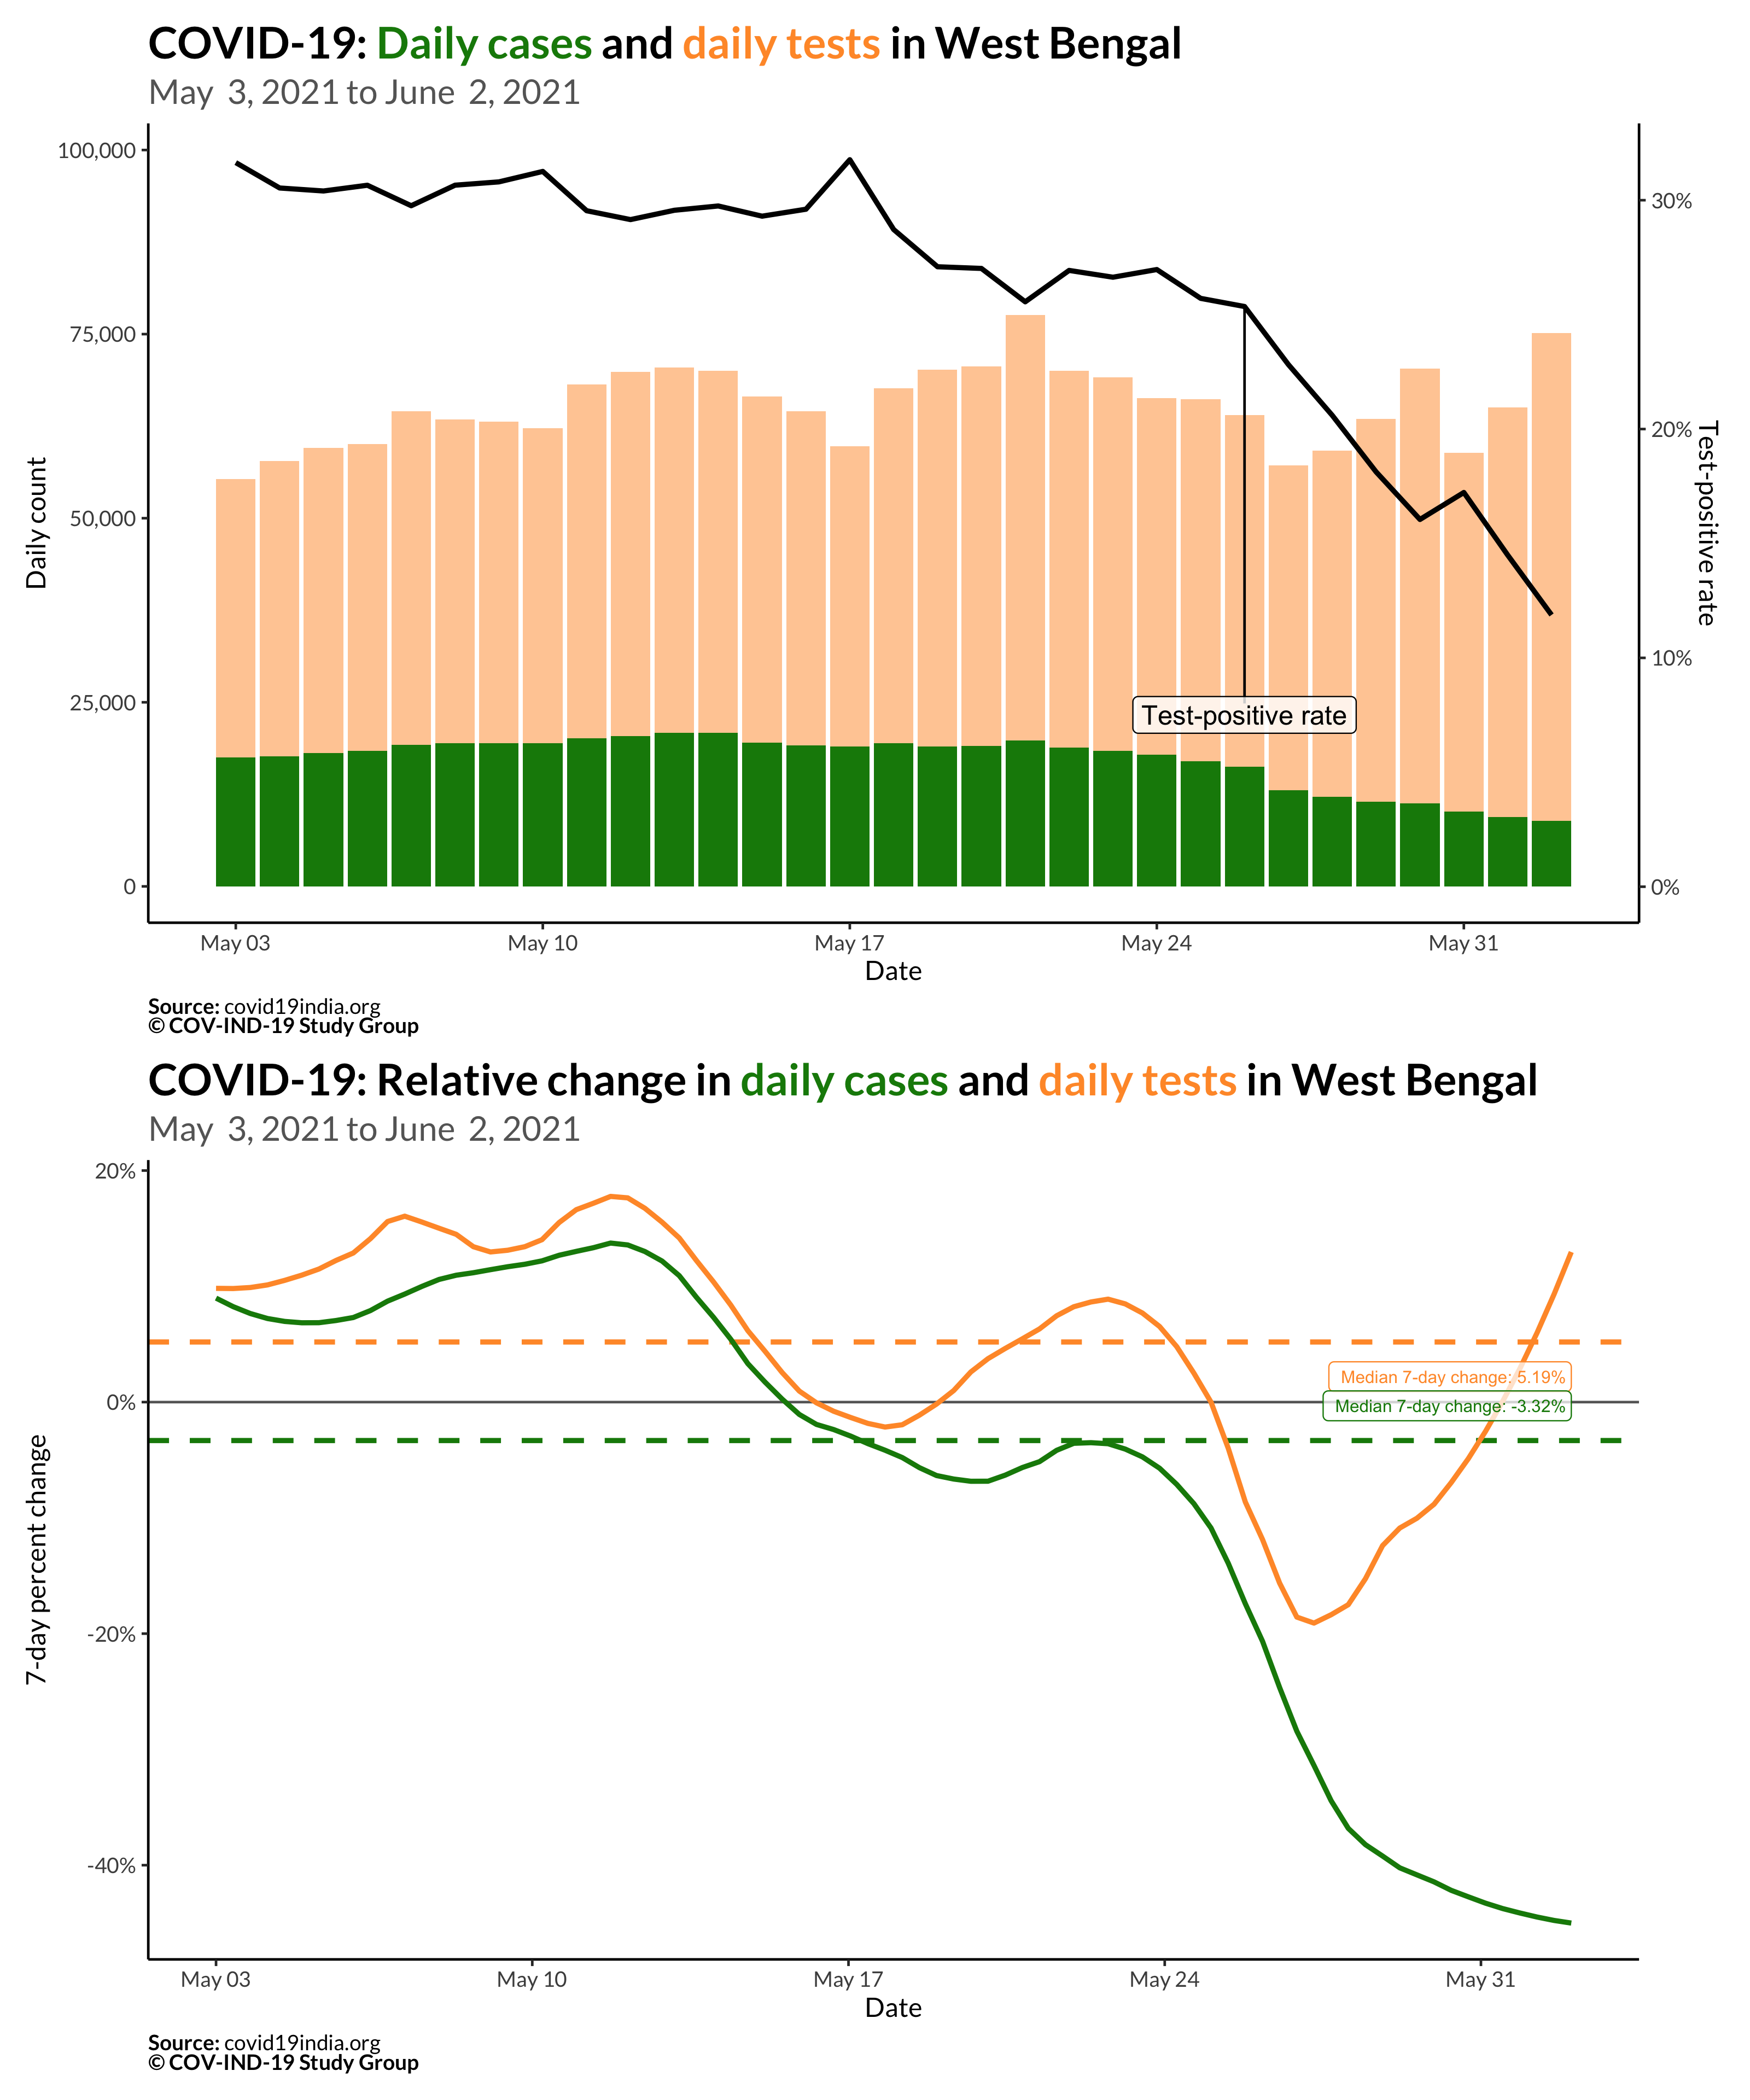 COVID-19: Daily cases and daily tests in West Bengal
May 3, 2021 to June 2, 2021
100,000
75,000
50,000
25,000
0
Daily count
30%
20%
10%
0%
Test-positive rate
Test-positive rate
May 03
May 10
May 17
May 24
May 31
Date
Source: covid19india.org
© COV-IND-19 Study Group
COVID-19: Relative change in daily cases and daily tests in West Bengal
May 3, 2021 to June 2, 2021
20%
0%
-20%
-40%
7-day percent change
Median 7-day change: 5.19%
Median 7-day change: -3.32%
May 03
May 10
May 17
May 24
May 31
Date
Source: covid19india.org
© COV-IND-19 Study Group